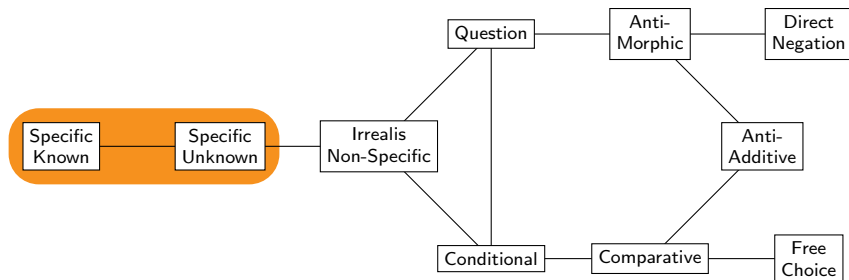 Question
Anti-
Morphic
Direct
Negation
Specific
Known
Specific
Unknown
Irrealis
Non-Specific
Anti-
Additive
Conditional
Comparative
Free
Choice